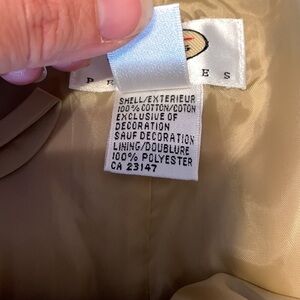 SHELL/EXTERIEUR
100% COTTON/COTON
EXCLUSIVE OF
DECORATION
SAUF DECORATION
LINING/DOUBLURE
100% POLYESTER
CA 23147